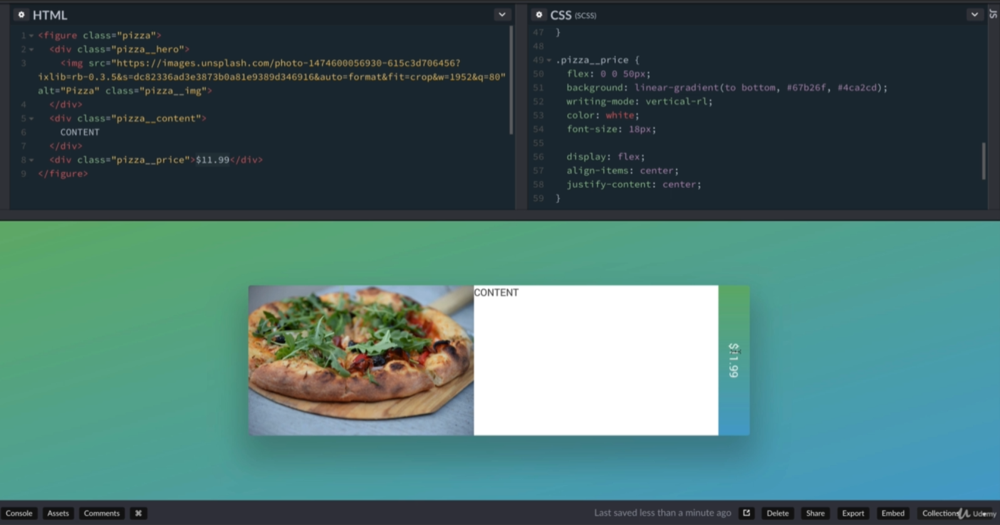 HTML
1 <figure class="pizza">
2 <div class="pizza__hero">
3 <img src="https://images.unsplash.com/photo-1474600056930-615c3d706456?
ixlib=rb-0.3.5&s=dc82336ad3e3873b0a81e9389d346916&auto=format&fit=crop&w=1952&q=80"
alt="Pizza" class="pizza__img">
4 </div>
5 <div class="pizza__content">
6 CONTENT
7 </div>
8 <div class="pizza__price">$11.99</div>
9 </figure>
CSS (SCSS)
JS
47 }
48
49 .pizza__price {
50 flex: 0 0 50px;
51 background: linear-gradient(to bottom, #67b26f, #4ca2cd);
52 writing-mode: vertical-rl;
53 color: white;
54 font-size: 18px;
55
56 display: flex;
57 align-items: center;
58 justify-content: center;
59 }
CONTENT
$11.99
Console Assets Comments ⌘
Last saved less than a minute ago Delete Share Export Embed Collections Udemy